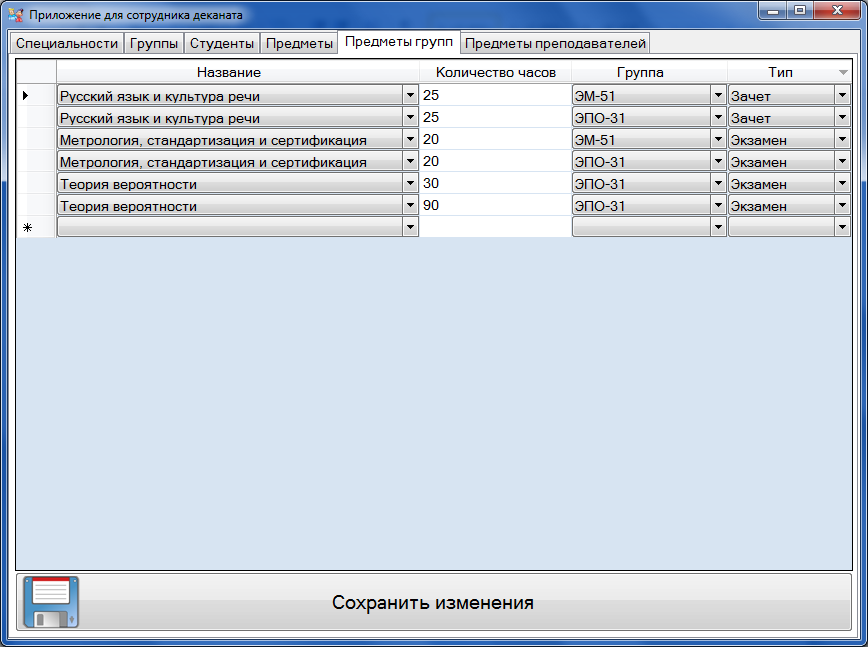 Приложение для сотрудника деканата
Специальности Группы Студенты Предметы Предметы групп Предметы преподавателей
Название Количество часов Группа Тип
Русский язык и культура речи 25 ЭМ-51 Зачет
Русский язык и культура речи 25 ЭПО-31 Зачет
Метрология, стандартизация и сертификация 20 ЭМ-51 Экзамен
Метрология, стандартизация и сертификация 20 ЭПО-31 Экзамен
Теория вероятности 30 ЭПО-31 Экзамен
Теория вероятности 90 ЭПО-31 Экзамен
Сохранить изменения